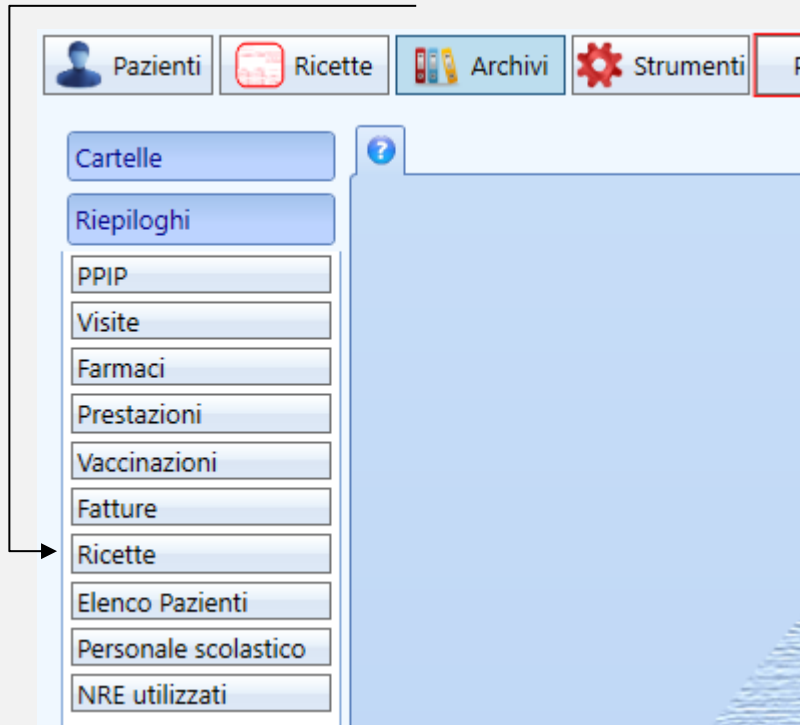 Pazienti Ricette Archivi Strumenti
Cartelle
Riepiloghi
PPIP
Visite
Farmaci
Prestazioni
Vaccinazioni
Fatture
Ricette
Elenco Pazienti
Personale scolastico
NRE utilizzati